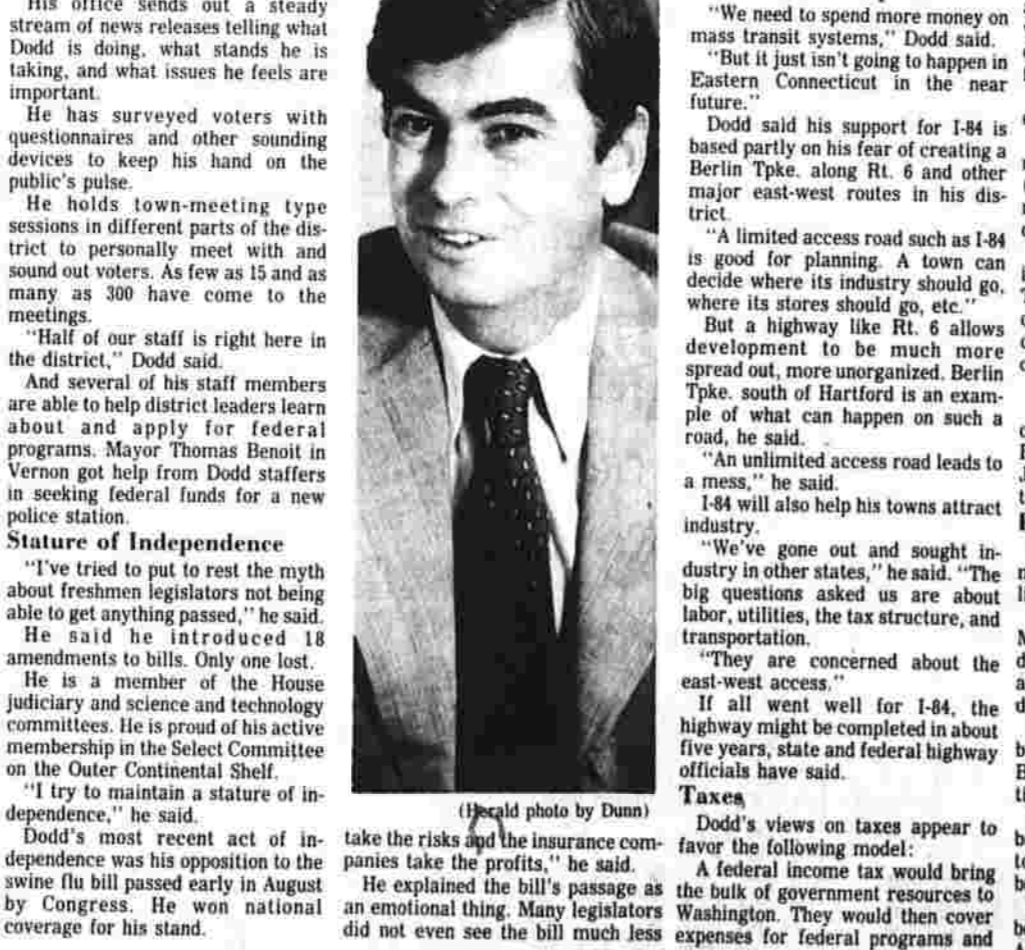 His office sends out a steady
stream of news releases telling what
Dodd is doing, what stands he is
taking, and what issues he feels are
important.
He has surveyed voters with
questionnaires and other sounding
devices to keep his hand on the
public's pulse.
He holds town-meeting type
sessions in different parts of the dis-
trict to personally meet with and
sound out voters. As few as 15 and as
many as 300 have come to the
meetings.
"Half of our staff is right here in
the district," Dodd said.
And several of his staff members
are able to help district leaders learn
about and apply for federal
programs. Mayor Thomas Benoit in
Vernon got help from Dodd staffers
in seeking federal funds for a new
police station.
Stature of Independence
"I've tried to put to rest the myth
about freshmen legislators not being
able to get anything passed," he said.
He said he introduced 18
amendments to bills. Only one lost.
He is a member of the House
judiciary and science and technology
committees. He is proud of his active
membership in the Select Committee
on the Outer Continental Shelf.
"I try to maintain a stature of in-
dependence," he said.
Dodd's most recent act of in-
dependence was his opposition to the
swine flu bill passed early in August
by Congress. He won national
coverage for his stand.
(Herald photo by Dunn)
take the risks and the insurance com-
panies take the profits," he said.
He explained the bill's passage as
an emotional thing. Many legislators
did not even see the bill much less
"We need to spend more money on
mass transit systems," Dodd said.
"But it just isn't going to happen in
Eastern Connecticut in the near
future."
Dodd said his support for I-84 is
based partly on his fear of creating a
Berlin Tpke. along Rt. 6 and other
major east-west routes in his dis-
trict.
"A limited access road such as I-84
is good for planning. A town can
decide where its industry should go,
where its stores should go, etc."
But a highway like Rt. 6 allows
development to be much more
spread out, more unorganized. Berlin
Tpke. south of Hartford is an exam-
ple of what can happen on such a
road, he said.
"An unlimited access road leads to
a mess," he said.
I-84 will also help his towns attract
industry.
"We've gone out and sought in-
dustry in other states," he said. "The
big questions asked us are about
labor, utilities, the tax structure, and
transportation.
"They are concerned about the
east-west access."
If all went well for I-84, the
highway might be completed in about
five years, state and federal highway
officials have said.
Taxes
Dodd's views on taxes appear to
favor the following model:
A federal income tax would bring
the bulk of government resources to
Washington. They would then cover
expenses for federal programs and